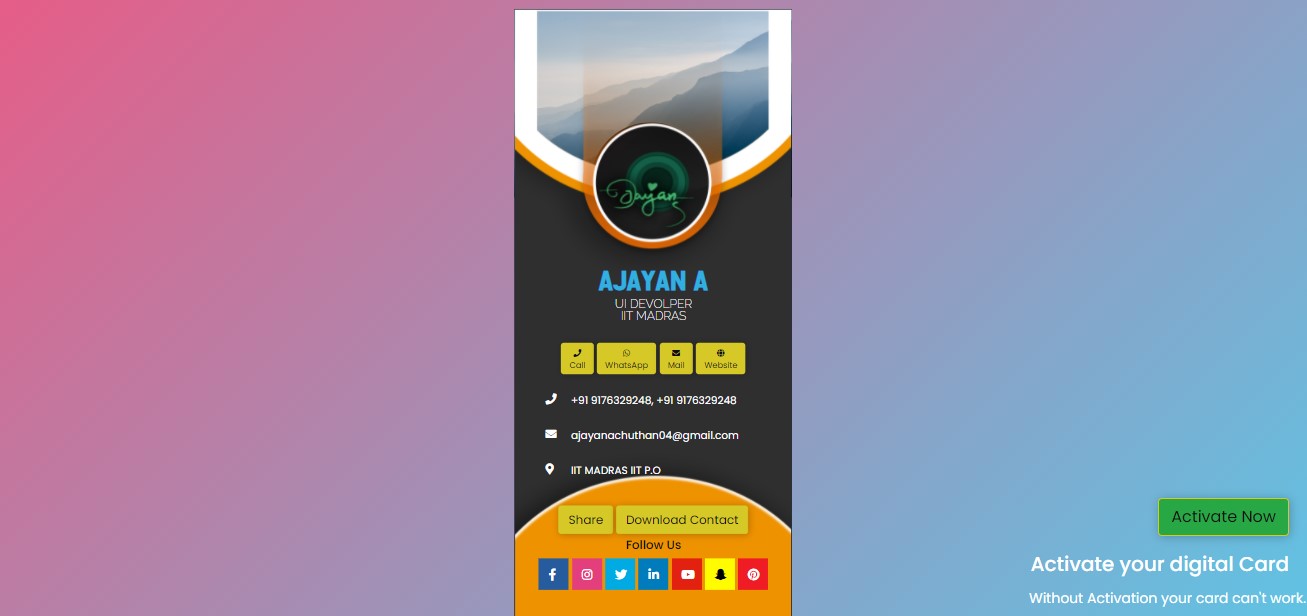 Ajayan
AJAYAN A
UI DEVOLPER
IIT MADRAS
Call WhatsApp Mail Website
+91 9176329248, +91 9176329248
ajayanachuthan04@gmail.com
IIT MADRAS IIT P.O
Share Download Contact
Follow Us
Activate Now
Activate your digital Card
Without Activation your card can't work.